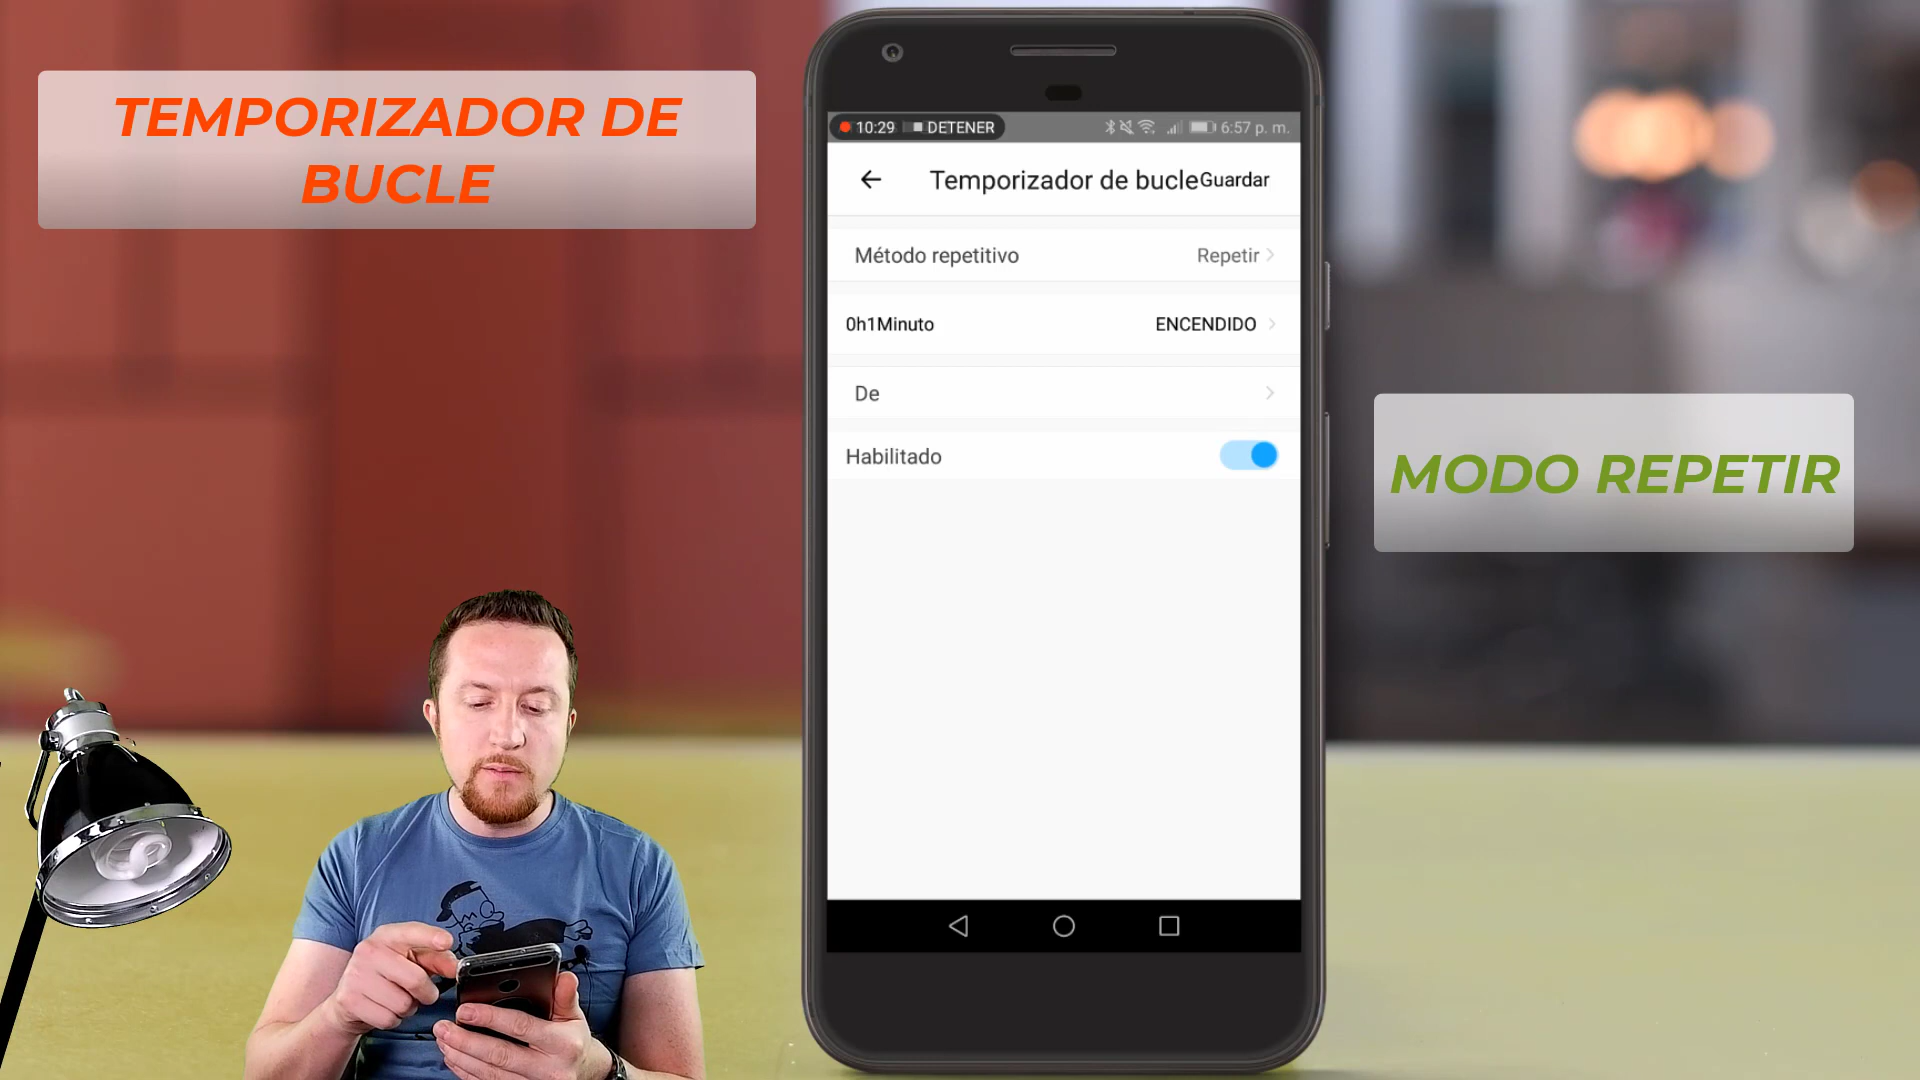 TEMPORIZADOR DE
BUCLE
10:29 DETENER
6:57 p. m.
Temporizador de bucle
Guardar
Método repetitivo
Repetir
0h1Minuto
ENCENDIDO
De
Habilitado
MODO REPETIR